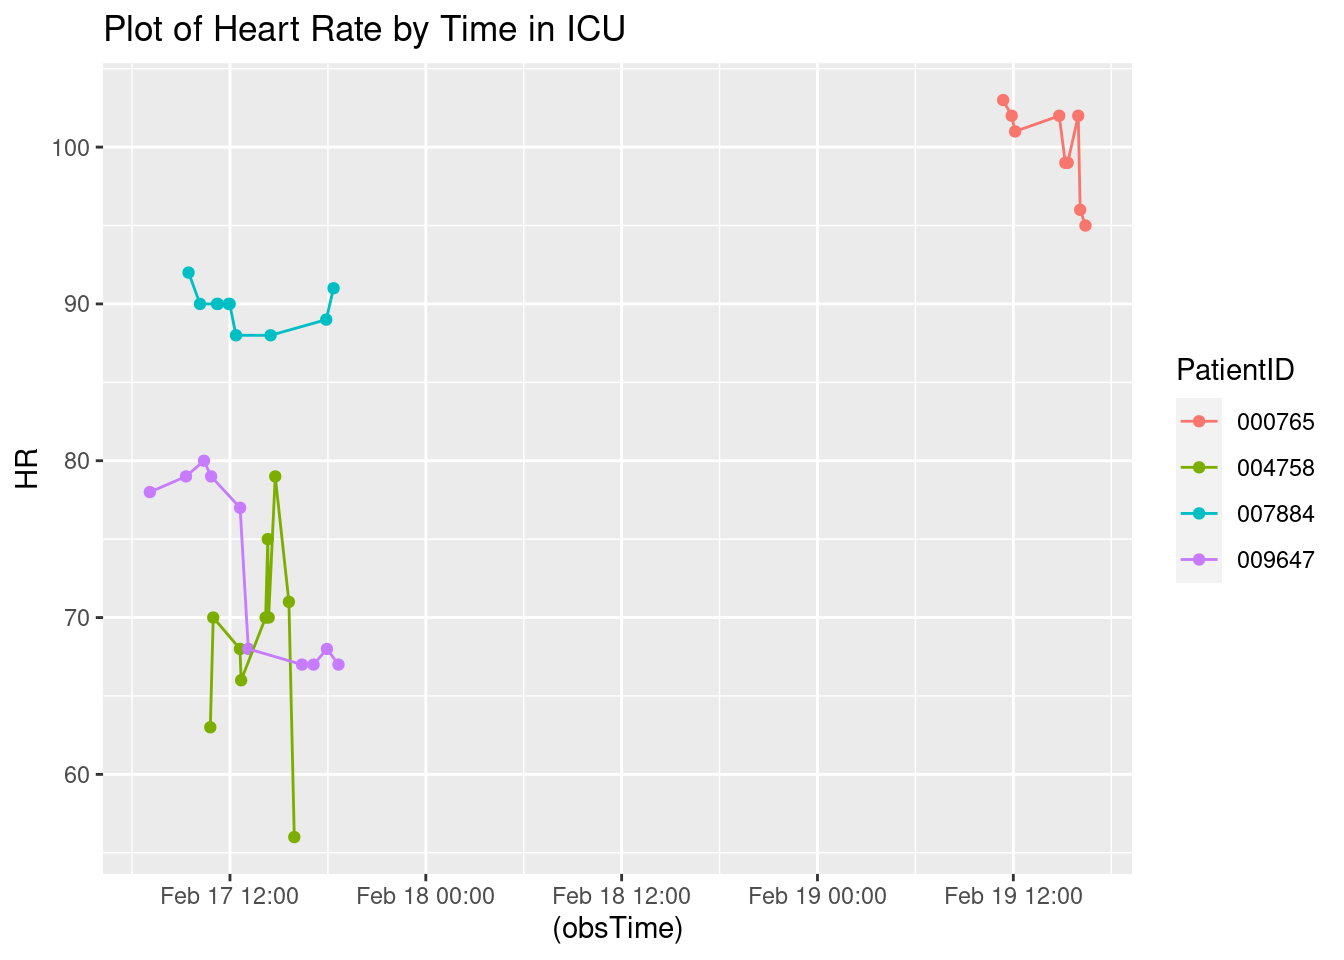 Plot of Heart Rate by Time in ICU
HR
100
90
80
70
60
Feb 17 12:00
Feb 18 00:00
Feb 18 12:00
Feb 19 00:00
Feb 19 12:00
(obsTime)
PatientID
000765
004758
007884
009647